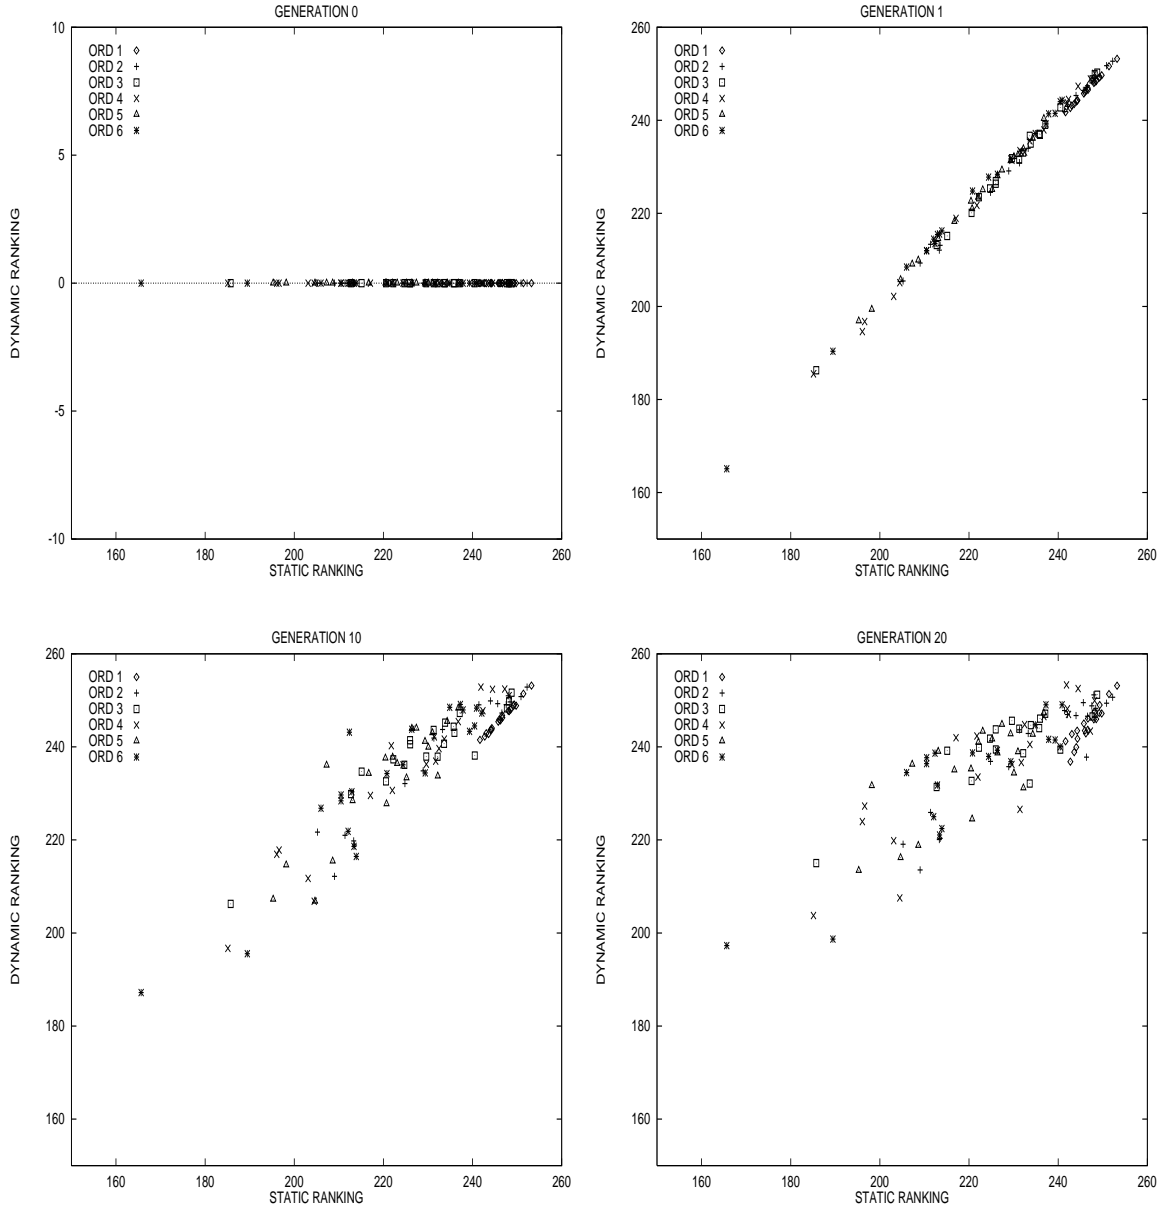 GENERATION 0
10
5
0
-5
-10
DYNAMIC RANKING
ORD 1
ORD 2
ORD 3
ORD 4
ORD 5
ORD 6
160 180 200 220 240 260
STATIC RANKING
GENERATION 1
260
240
220
200
180
160
DYNAMIC RANKING
ORD 1
ORD 2
ORD 3
ORD 4
ORD 5
ORD 6
160 180 200 220 240 260
STATIC RANKING
GENERATION 10
260
240
220
200
180
160
DYNAMIC RANKING
ORD 1
ORD 2
ORD 3
ORD 4
ORD 5
ORD 6
160 180 200 220 240 260
STATIC RANKING
GENERATION 20
260
240
220
200
180
160
DYNAMIC RANKING
ORD 1
ORD 2
ORD 3
ORD 4
ORD 5
ORD 6
160 180 200 220 240 260
STATIC RANKING